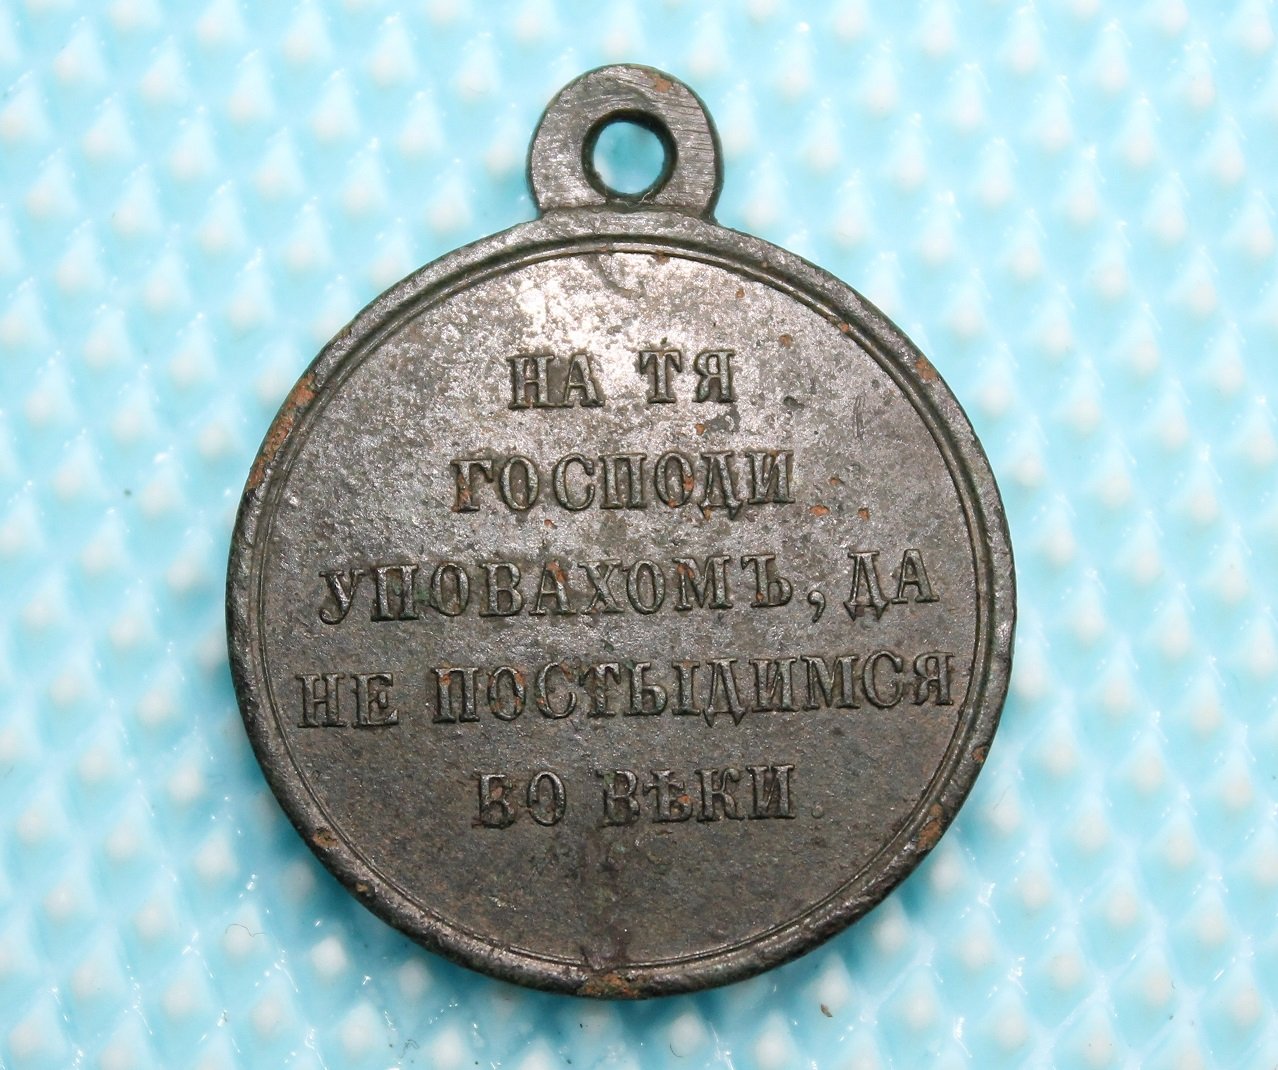 НА ТЯ
ГОСПОДИ
УПОВАХОМЪ, ДА
НЕ ПОСТЫДИМСЯ
ВО ВѢКИ.